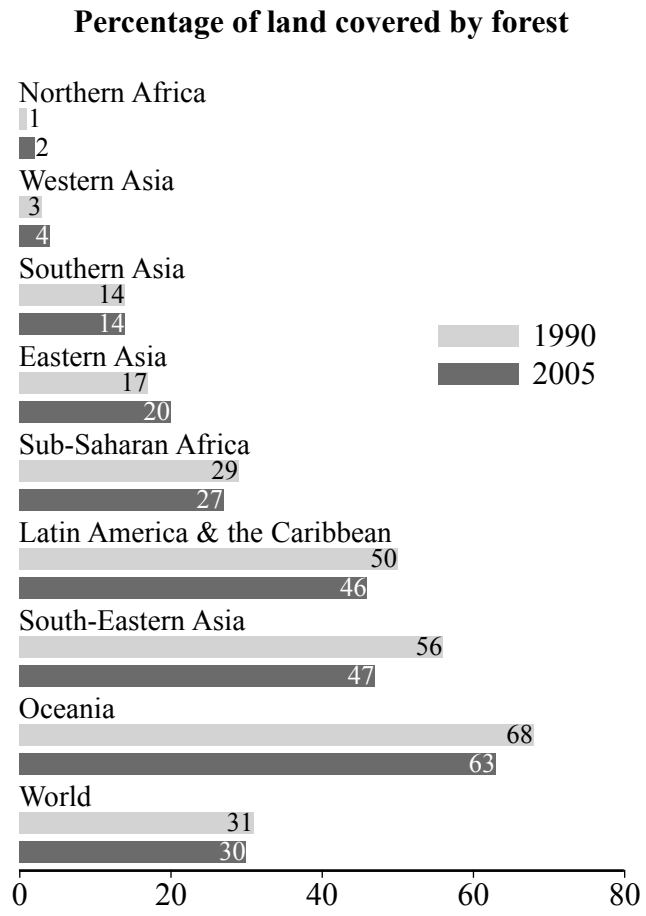 Percentage of land covered by forest
Northern Africa
1
2
Western Asia
3
4
Southern Asia
14
14
1990
2005
Eastern Asia
17
20
Sub-Saharan Africa
29
27
Latin America & the Caribbean
50
46
South-Eastern Asia
56
47
Oceania
68
63
World
31
30
0 20 40 60 80